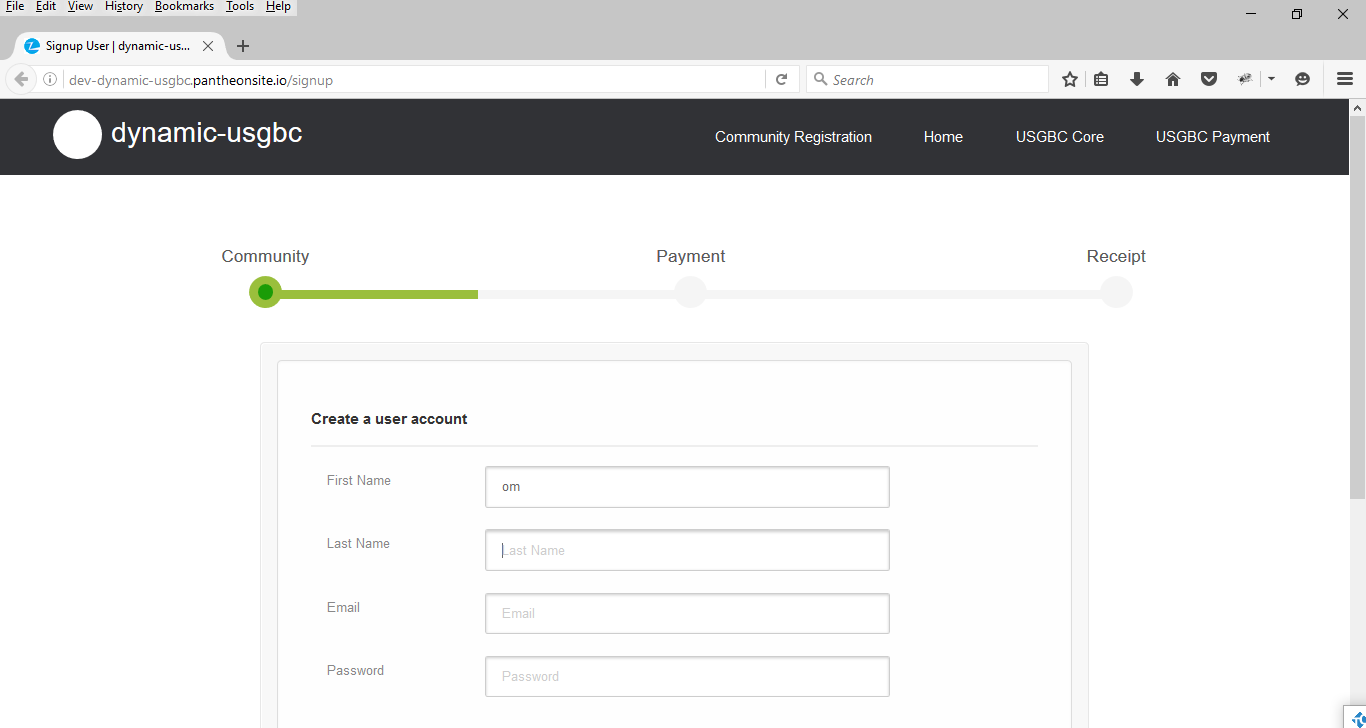 File Edit View History Bookmarks Tools Help
Signup User | dynamic-us...
dev-dynamic-usgbc.pantheonsite.io/signup
Search
dynamic-usgbc
Community Registration Home USGBC Core USGBC Payment
Community Payment Receipt
Create a user account
First Name om
Last Name Last Name
Email Email
Password Password